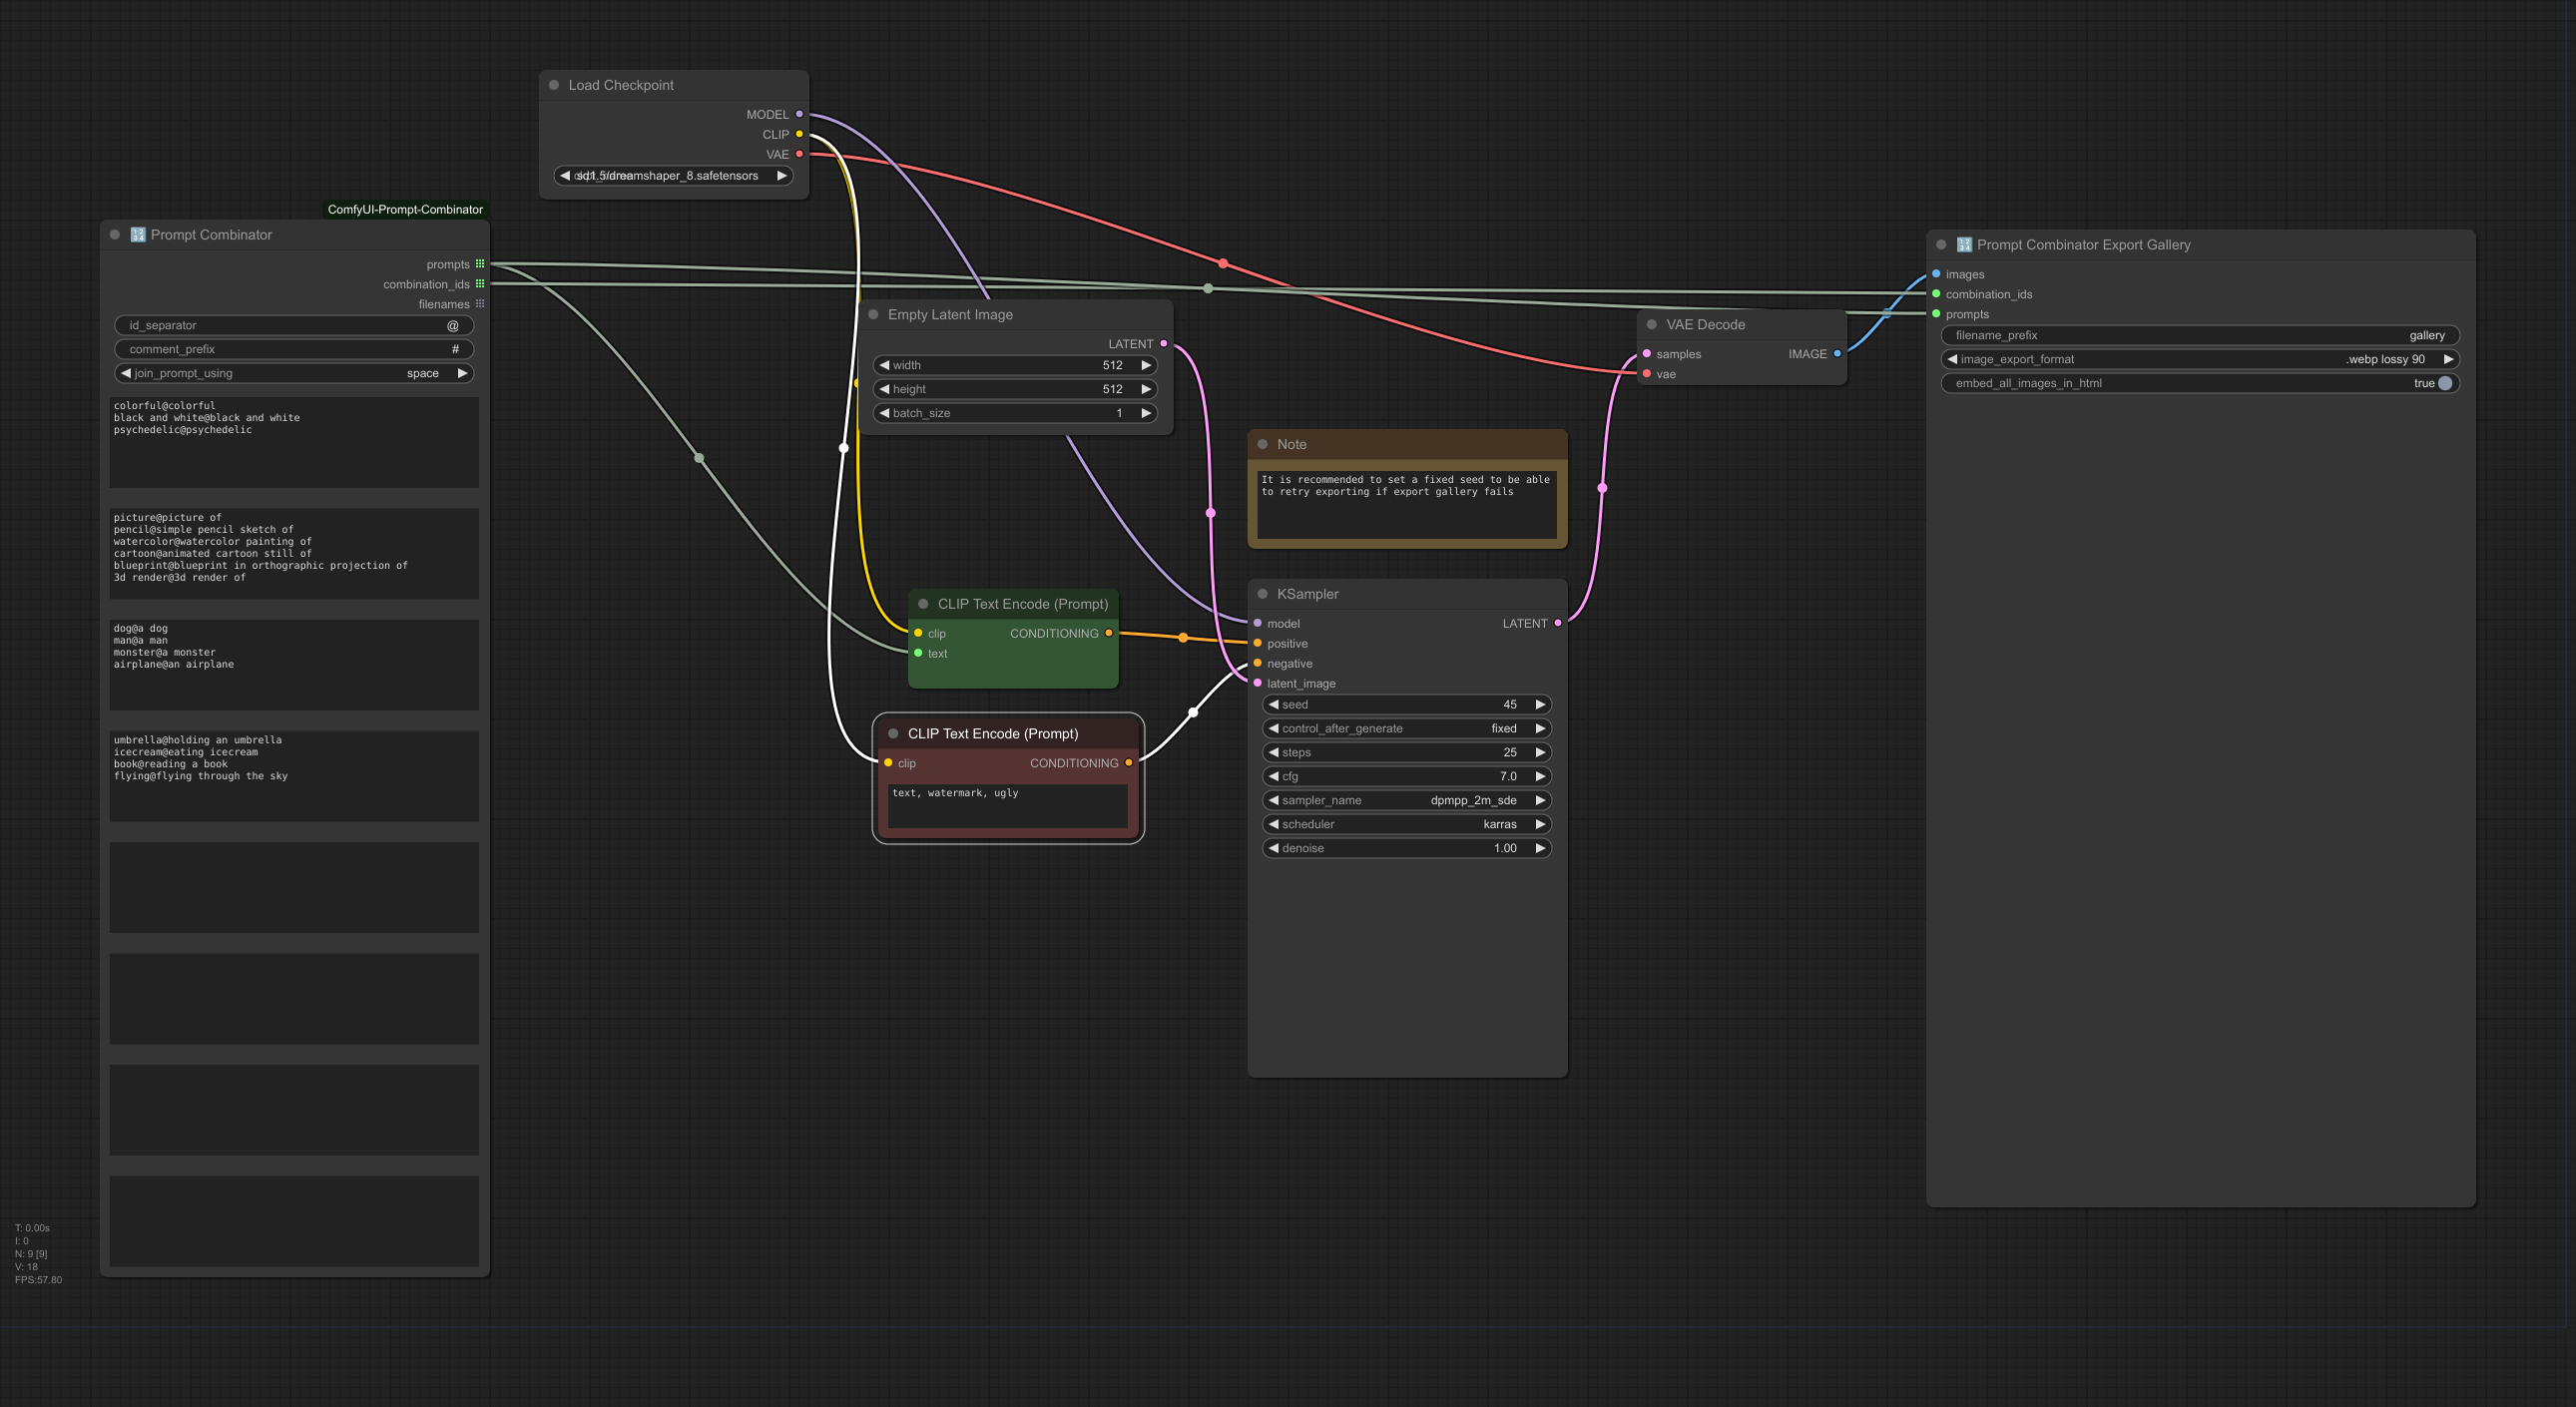 Load Checkpoint
MODEL
CLIP
VAE
dreamshaper_8.safetensors
ComfyUI-Prompt-Combinator
🔢 Prompt Combinator
prompts
combination_ids
filenames
id_separator @
comment_prefix #
join_prompt_using space
colorful@colorful
black and white@black and white
psychedelic@psychedelic
picture@picture of
pencil@simple pencil sketch of
watercolor@watercolor painting of
cartoon@animated cartoon still of
blueprint@blueprint in orthographic projection of
3d render@3d render of
dog@a dog
man@a man
monster@a monster
airplane@an airplane
umbrella@holding an umbrella
icecream@eating icecream
book@reading a book
flying@flying through the sky
T: 0.00s
I: 0
N: 9 [9]
V: 18
FPS:57.80
Empty Latent Image
LATENT
width 512
height 512
batch_size 1
CLIP Text Encode (Prompt)
clip CONDITIONING
text
CLIP Text Encode (Prompt)
clip CONDITIONING
text, watermark, ugly
Note
It is recommended to set a fixed seed to be able
to retry exporting if export gallery fails
KSampler
model LATENT
positive
negative
latent_image
seed 45
control_after_generate fixed
steps 25
cfg 7.0
sampler_name dpmpp_2m_sde
scheduler karras
denoise 1.00
VAE Decode
samples IMAGE
vae
🔢 Prompt Combinator Export Gallery
images
combination_ids
prompts
filename_prefix gallery
image_export_format .webp lossy 90
embed_all_images_in_html true